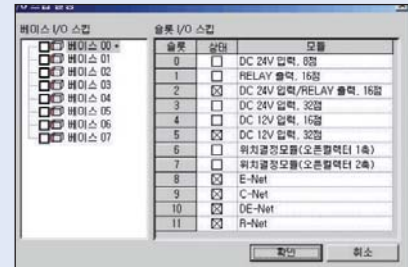 베이스 I/O 스킵
베이스 00
베이스 01
베이스 02
베이스 03
베이스 04
베이스 05
베이스 06
베이스 07
슬롯 I/O 스킵
슬롯 상태 모듈
0 DC 24V 입력, 8점
1 RELAY 출력, 16점
2 DC 24V 입력/RELAY 출력, 16점
3 DC 24V 입력, 32점
4 DC 12V 입력, 16점
5 DC 12V 입력, 32점
6 위치결정모듈(오픈컬렉터 1축)
7 위치결정모듈(오픈컬렉터 2축)
8 E-Net
9 C-Net
10 DE-Net
11 R-Net
확인 취소